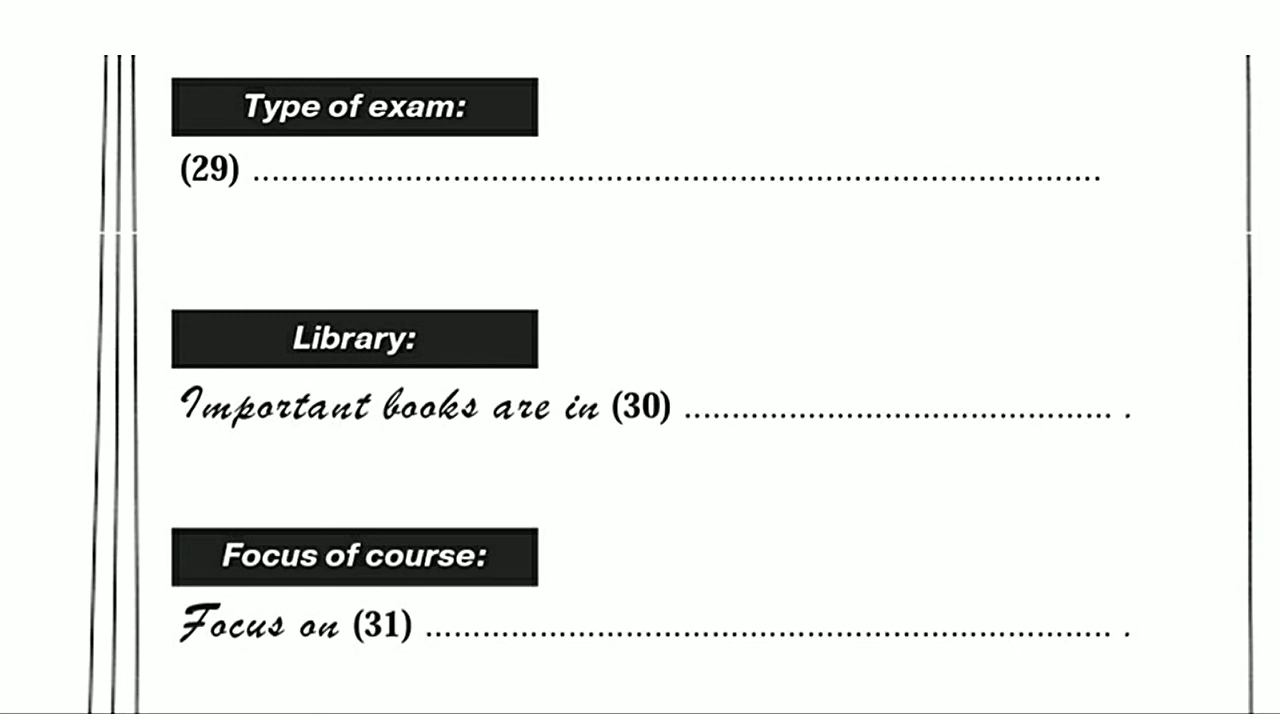 Type of exam:
(29) ........................................................................................
Library:
Important books are in (30) ............................................. .
Focus of course:
Focus on (31) ........................................................................ .